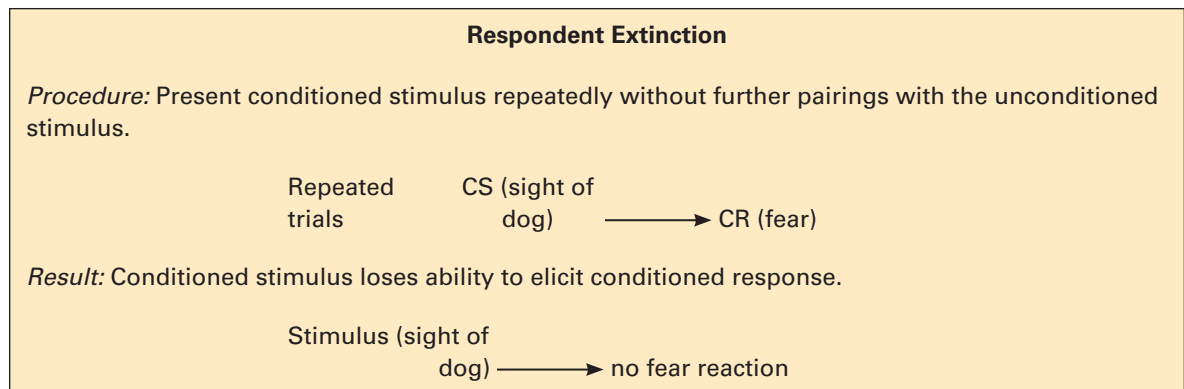 Respondent Extinction
Procedure: Present conditioned stimulus repeatedly without further pairings with the unconditioned
stimulus.
Repeated CS (sight of
trials dog) CR (fear)
Result: Conditioned stimulus loses ability to elicit conditioned response.
Stimulus (sight of
dog) no fear reaction